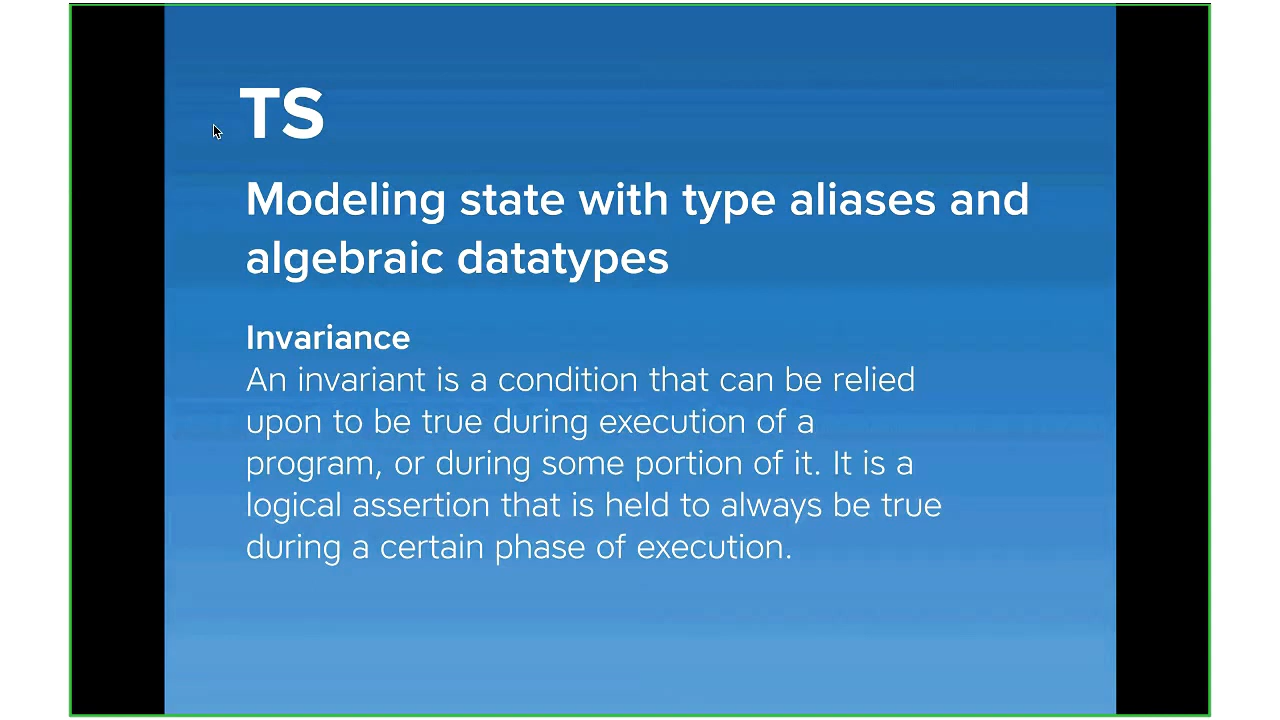 TS
Modeling state with type aliases and
algebraic datatypes
Invariance
An invariant is a condition that can be relied
upon to be true during execution of a
program, or during some portion of it. It is a
logical assertion that is held to always be true
during a certain phase of execution.